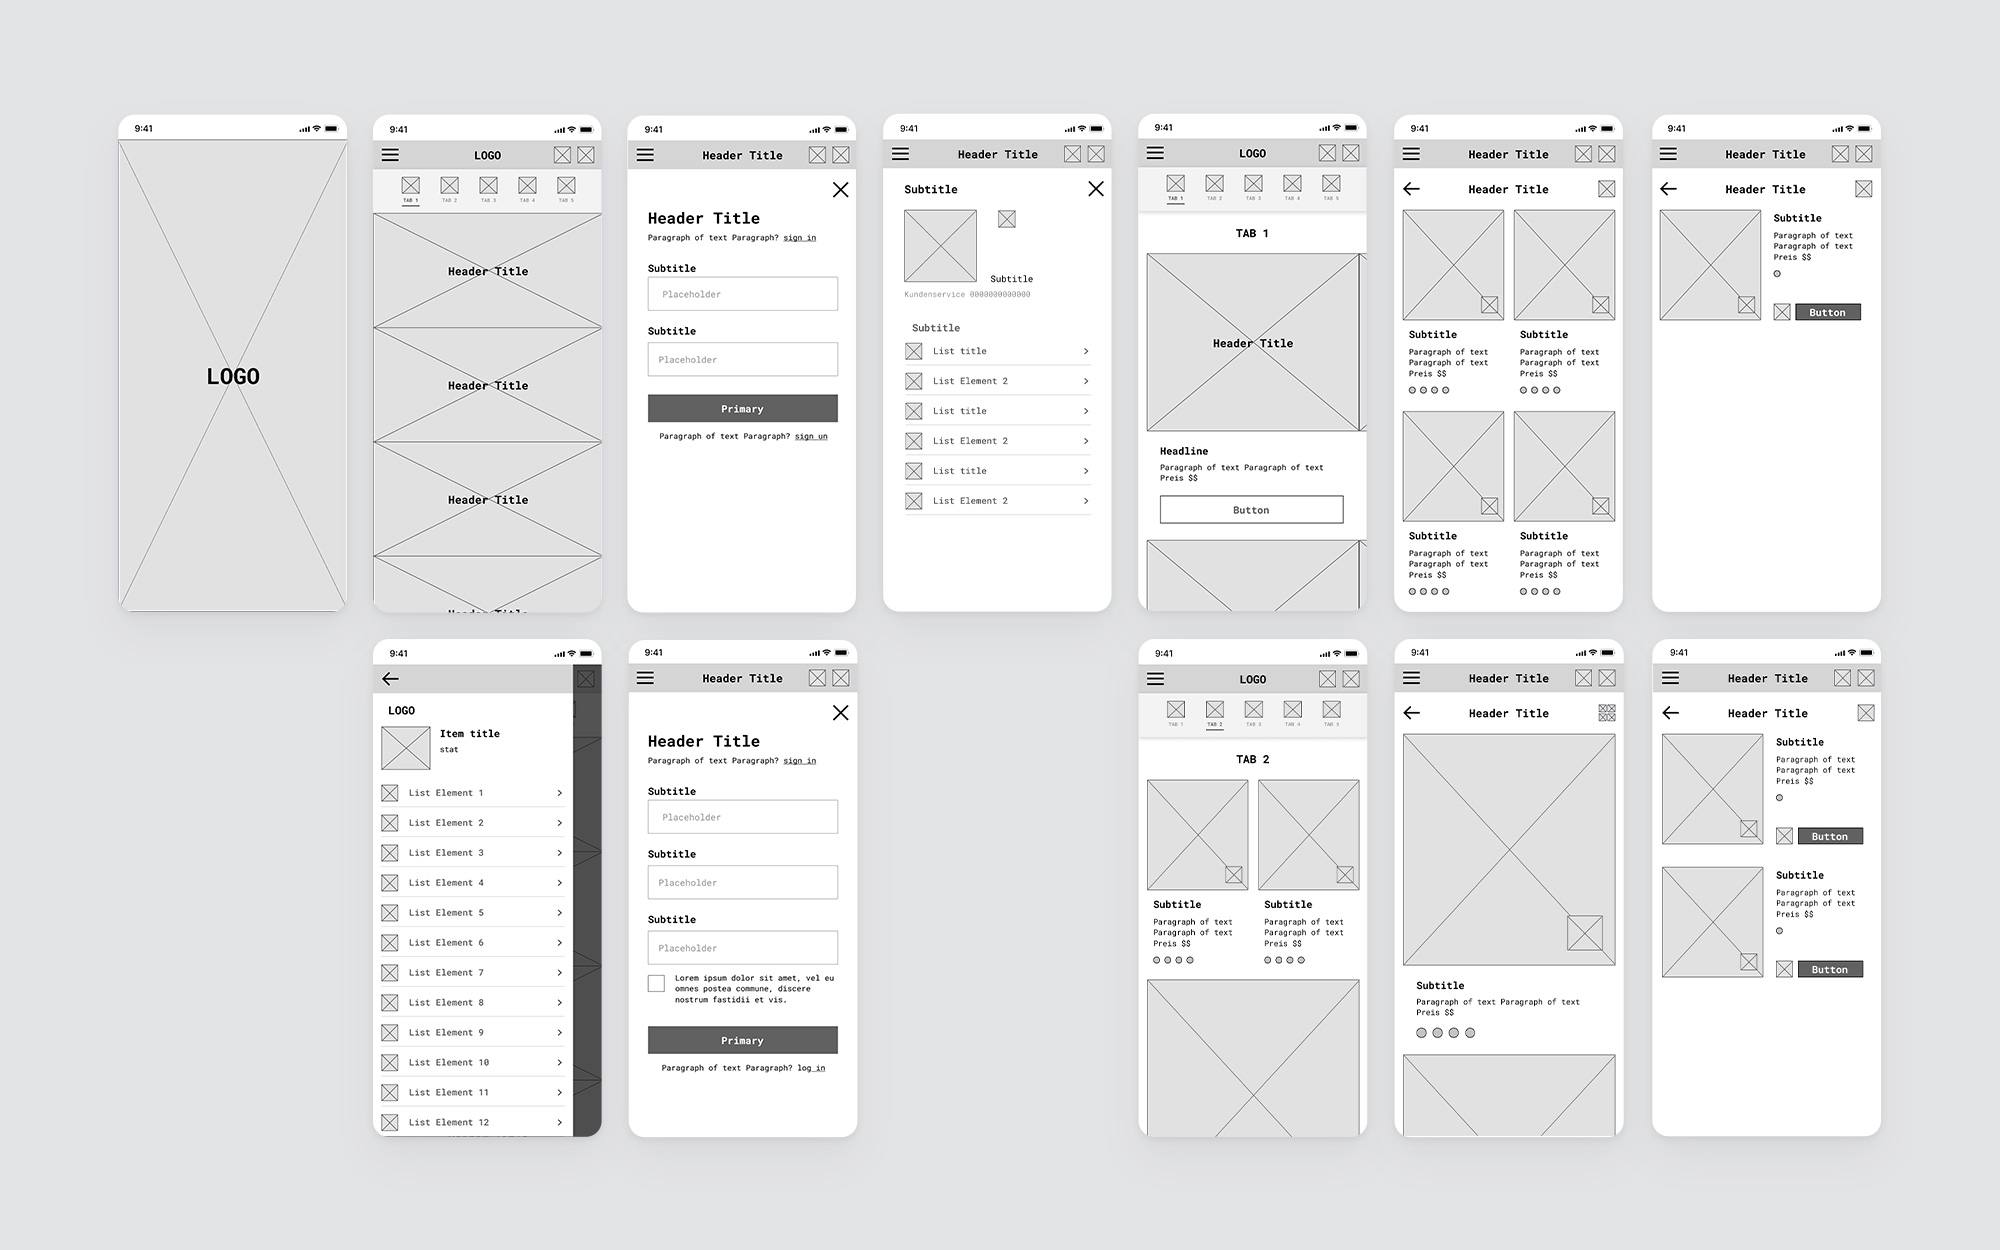 9:41
LOGO
9:41
LOGO
TAB 1
TAB 2
TAB 3
TAB 4
TAB 5
Header Title
Header Title
Header Title
Header Title
9:41
Header Title
Header Title
Paragraph of text Paragraph? sign in
Subtitle
Placeholder
Subtitle
Placeholder
Primary
Paragraph of text Paragraph? sign un
9:41
Header Title
Subtitle
Subtitle
Kundenservice 0000000000000
Subtitle
List title
List Element 2
List title
List Element 2
List title
List Element 2
9:41
LOGO
TAB 1
TAB 2
TAB 3
TAB 4
TAB 5
TAB 1
Header Title
Headline
Paragraph of text Paragraph of text
Preis $$
Button
9:41
Header Title
Header Title
Subtitle
Paragraph of text
Paragraph of text
Preis $$
Subtitle
Paragraph of text
Paragraph of text
Preis $$
Subtitle
Paragraph of text
Paragraph of text
Preis $$
Subtitle
Paragraph of text
Paragraph of text
Preis $$
9:41
Header Title
Header Title
Subtitle
Paragraph of text
Paragraph of text
Preis $$
Button
9:41
LOGO
Item title
stat
List Element 1
List Element 2
List Element 3
List Element 4
List Element 5
List Element 6
List Element 7
List Element 8
List Element 9
List Element 10
List Element 11
List Element 12
9:41
Header Title
Header Title
Paragraph of text Paragraph? sign in
Subtitle
Placeholder
Subtitle
Placeholder
Subtitle
Placeholder
Lorem ipsum dolor sit amet, vel eu
omnes postea commune, discere
nostrum fastidii et vis.
Primary
Paragraph of text Paragraph? log in
9:41
LOGO
TAB 1
TAB 2
TAB 3
TAB 4
TAB 5
TAB 2
Subtitle
Paragraph of text
Paragraph of text
Preis $$
Subtitle
Paragraph of text
Paragraph of text
Preis $$
9:41
Header Title
Header Title
Subtitle
Paragraph of text Paragraph of text
Preis $$
9:41
Header Title
Header Title
Subtitle
Paragraph of text
Paragraph of text
Preis $$
Button
Subtitle
Paragraph of text
Paragraph of text
Preis $$
Button